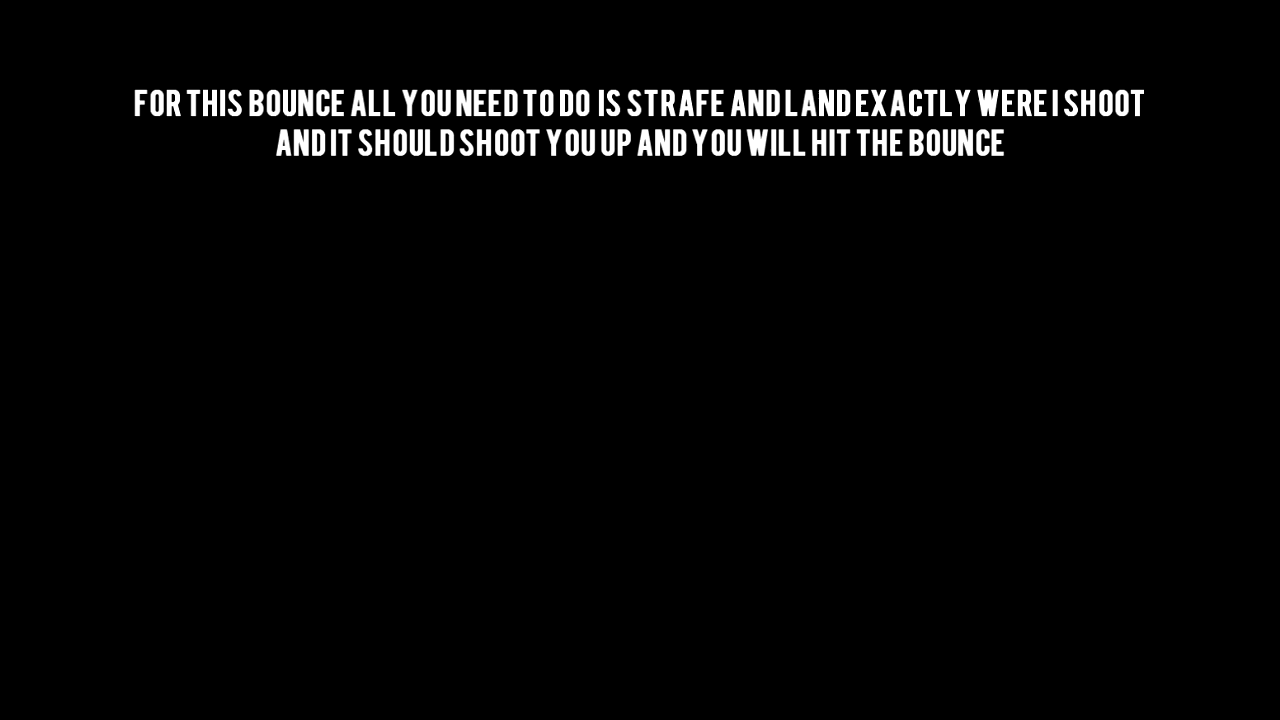 FOR THIS BOUNCE ALL YOU NEED TO DO IS STRAFE AND LAND EXACTLY WERE I SHOOT
AND IT SHOULD SHOOT YOU UP AND YOU WILL HIT THE BOUNCE